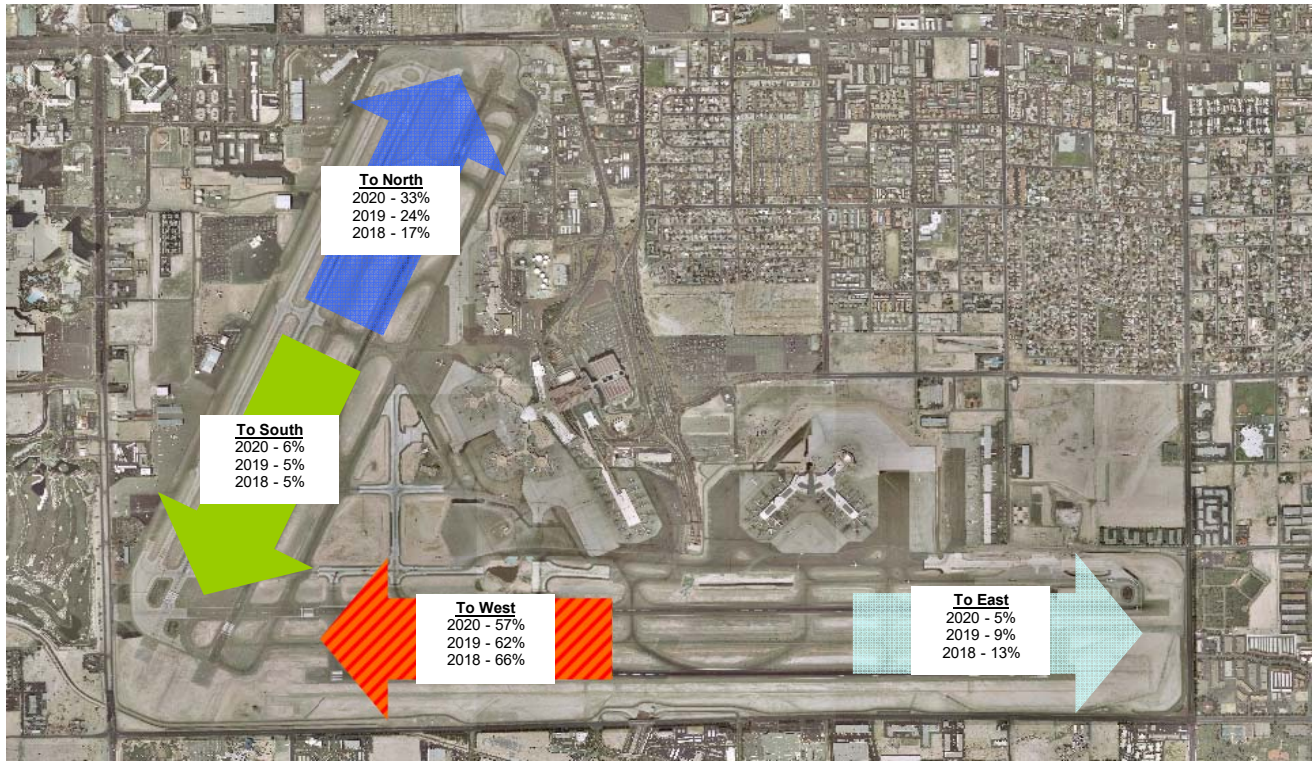 To North
2020 - 33%
2019 - 24%
2018 - 17%
To South
2020 - 6%
2019 - 5%
2018 - 5%
To West
2020 - 57%
2019 - 62%
2018 - 66%
To East
2020 - 5%
2019 - 9%
2018 - 13%